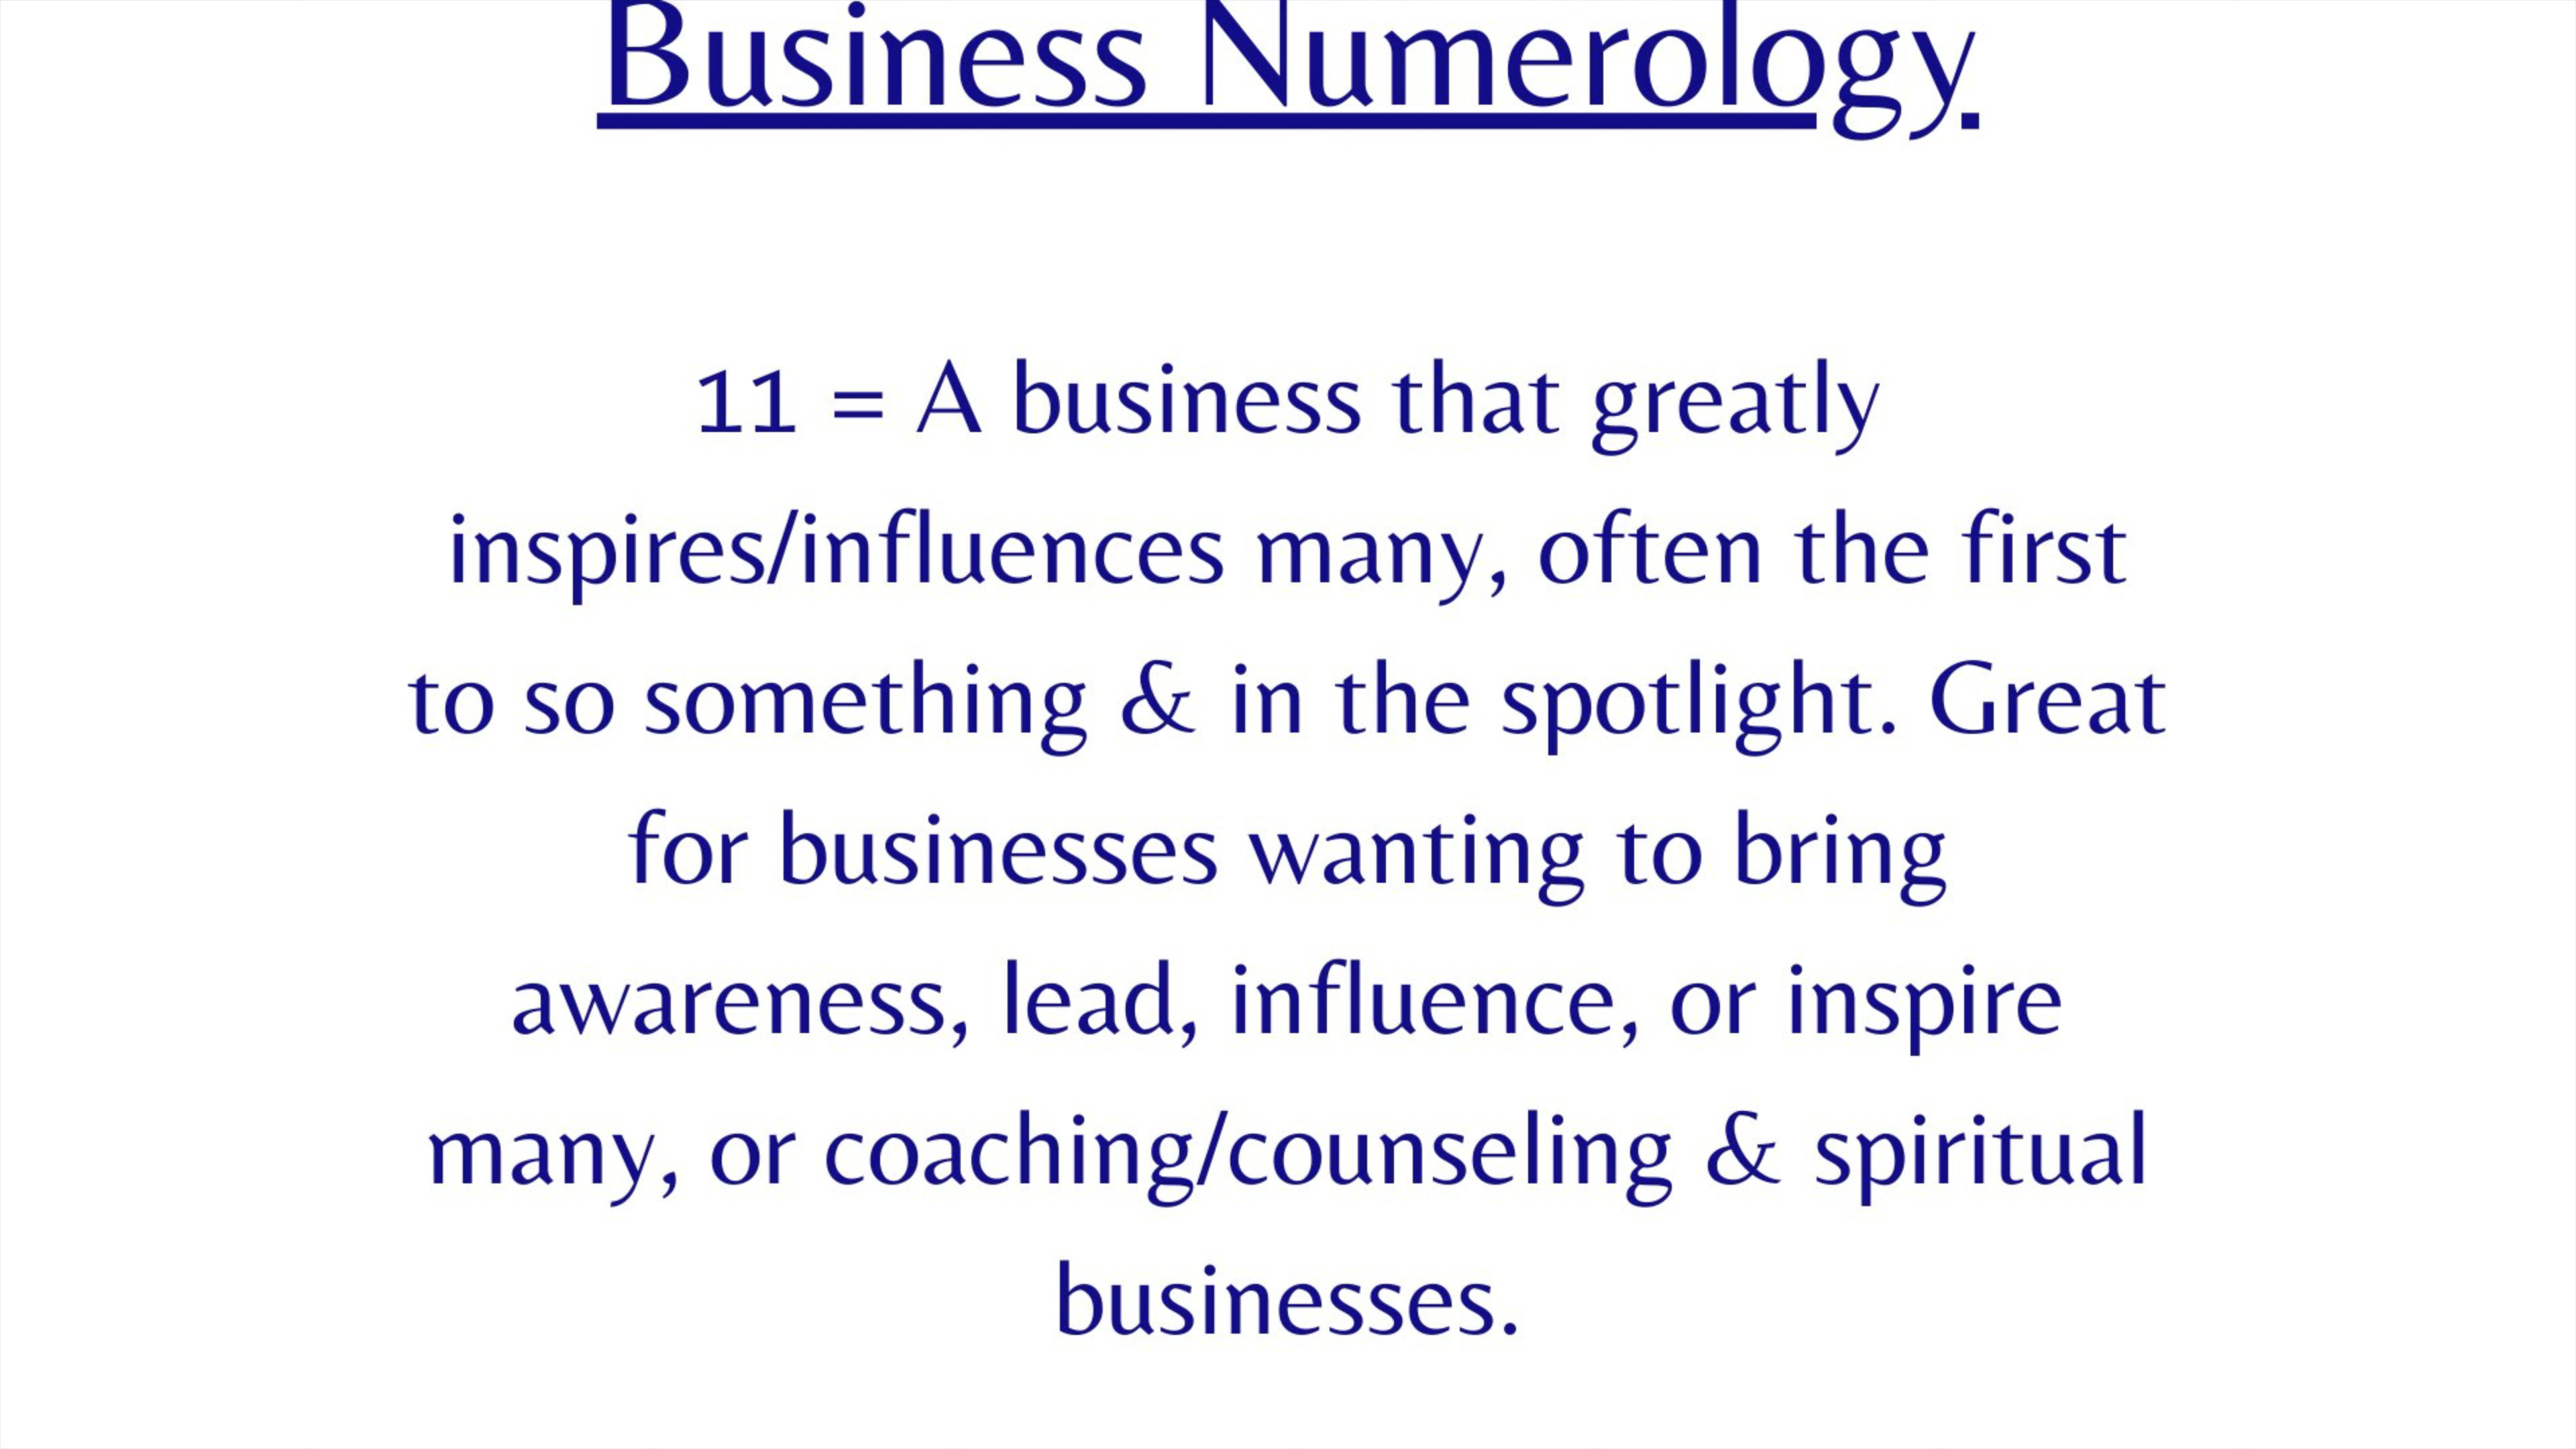 Business Numerology
11 = A business that greatly
inspires/influences many, often the first
to so something & in the spotlight. Great
for businesses wanting to bring
awareness, lead, influence, or inspire
many, or coaching/counseling & spiritual
businesses.